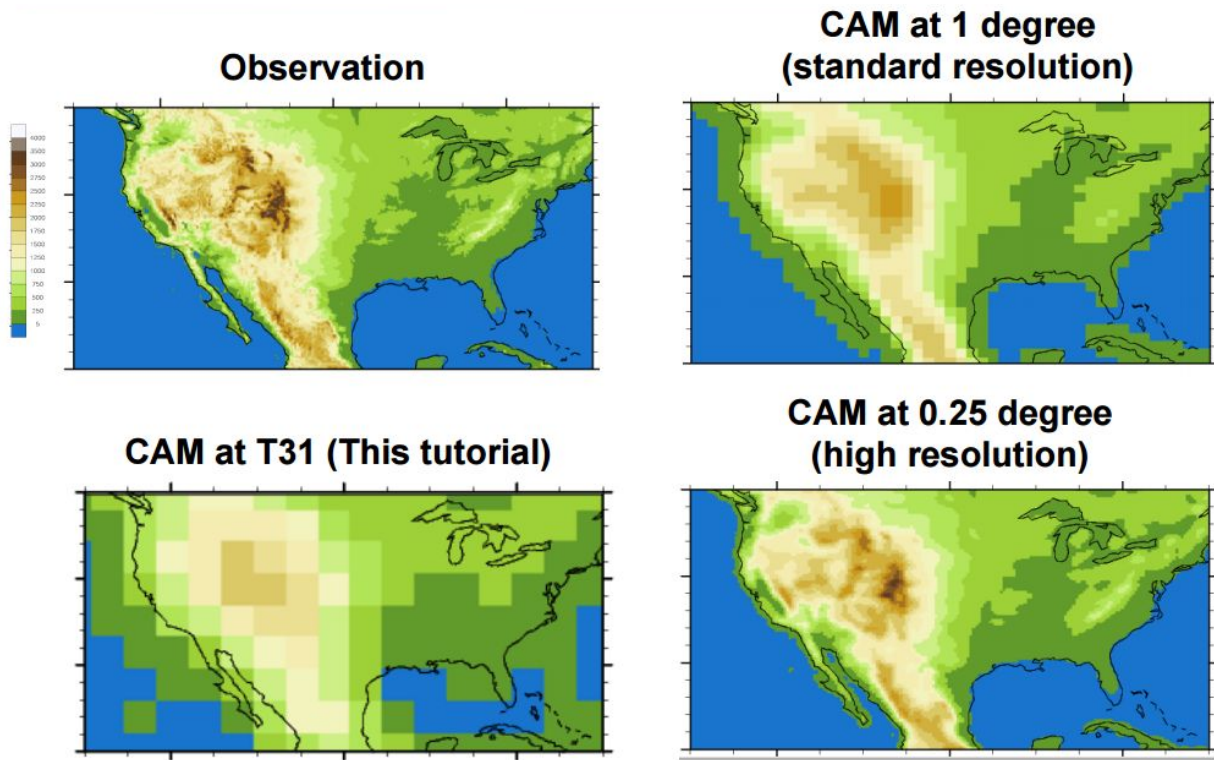 Observation
CAM at 1 degree
(standard resolution)
4000
3500
3000
2500
2250
2000
1750
1500
1250
1000
750
500
250
5
CAM at T31 (This tutorial)
CAM at 0.25 degree
(high resolution)